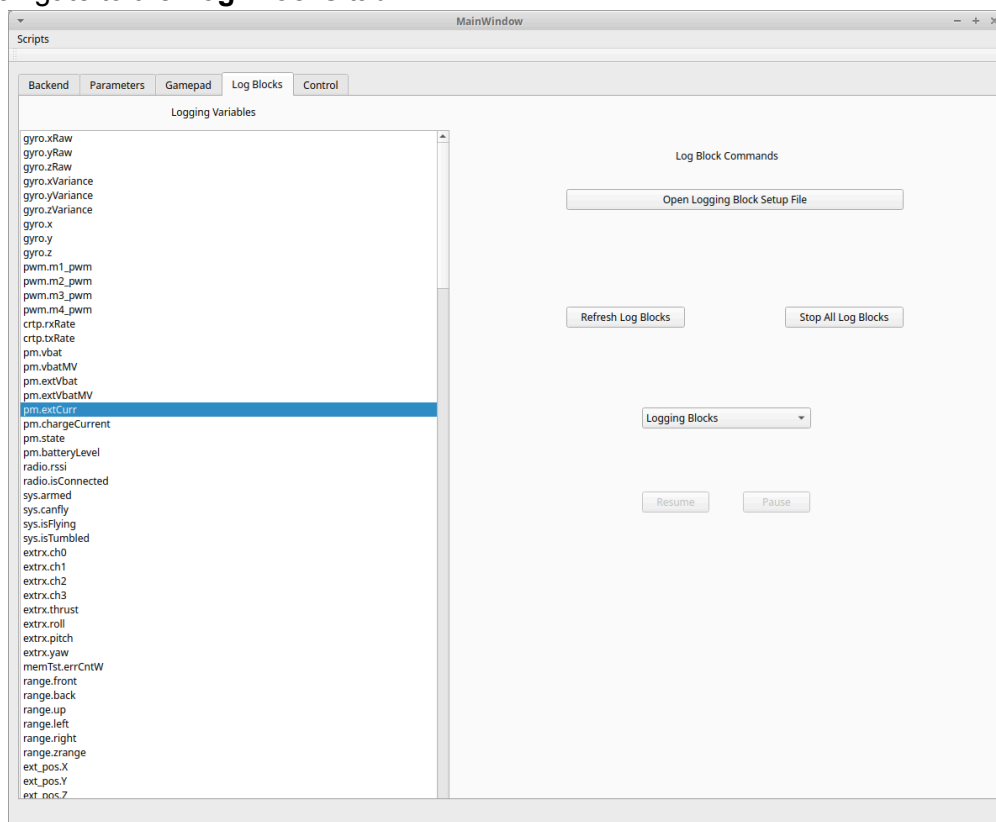 MainWindow
Scripts
Backend Parameters Gamepad Log Blocks Control
Logging Variables
gyro.xRaw
gyro.yRaw
gyro.zRaw
gyro.xVariance
gyro.yVariance
gyro.zVariance
gyro.x
gyro.y
gyro.z
pwm.m1_pwm
pwm.m2_pwm
pwm.m3_pwm
pwm.m4_pwm
crtp.rxRate
crtp.txRate
pm.vbat
pm.vbatMV
pm.extVbat
pm.extVbatMV
pm.extCurr
pm.chargeCurrent
pm.state
pm.batteryLevel
radio.rssi
radio.isConnected
sys.armed
sys.canfly
sys.isFlying
sys.isTumbled
extrx.ch0
extrx.ch1
extrx.ch2
extrx.ch3
extrx.thrust
extrx.roll
extrx.pitch
extrx.yaw
memTst.errCntW
range.front
range.back
range.up
range.left
range.right
range.zrange
ext_pos.X
ext_pos.Y
ext_pos.Z
Log Block Commands
Open Logging Block Setup File
Refresh Log Blocks Stop All Log Blocks
Logging Blocks
Resume Pause